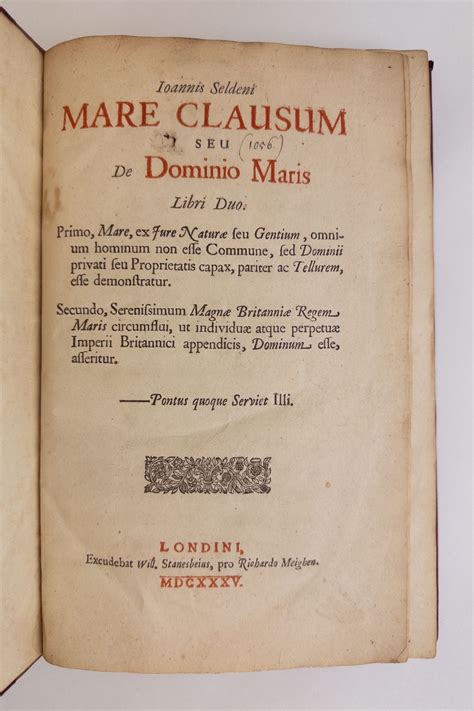 Ioannis Seldeni
MARE CLAUSUM
SEU (1056)
De Dominio Maris
Libri Duo.
Primo, Mare, ex Jure Naturæ ſeu Gentium, omni-
um hominum non eſſe Commune, ſed Dominii
privati ſeu Proprietatis capax, pariter ac Tellurem,
eſſe demonſtratur.
Secundo, Sereniſſimum Magnæ Britanniæ Regem
Maris circumflui, ut individuæ atque perpetuæ
Imperii Britannici appendicis, Dominum eſſe,
aſſeritur.
——Pontus quoque Serviet Illi.
LONDINI,
Excudebat Will. Stanesbeius, pro Richardo Meighen.
MDCXXXV.